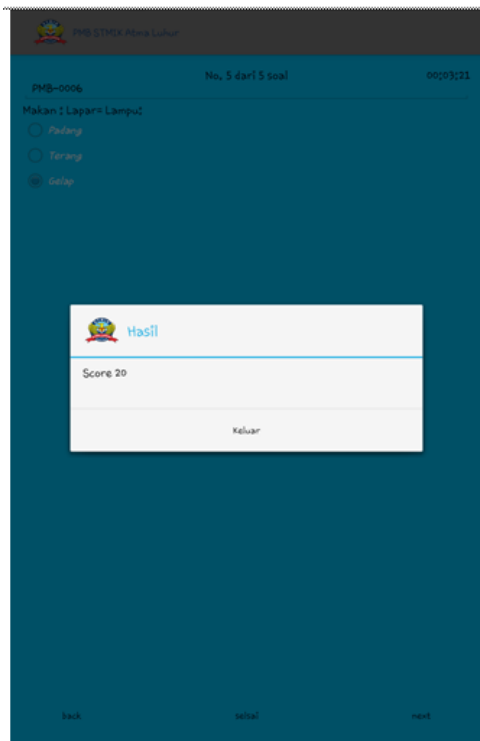 PMB STMIK Atma Luhur
No. 5 dari 5 soal
00:03:21
PMB-0006
Makan : Lapar= Lampu:
Padang
Terang
Gelap
Hasil
Score 20
Keluar
back
selsai
next